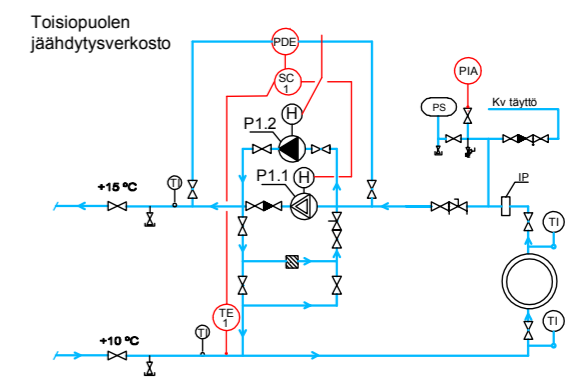 Toisiopuolen
jäähdytysverkosto
PDE
SC
1
H
PIA
PS
Kv täyttö
P1.2
P1.1
H
+15 ºC
TI
IP
TI
TE
1
+10 ºC
TI
TI